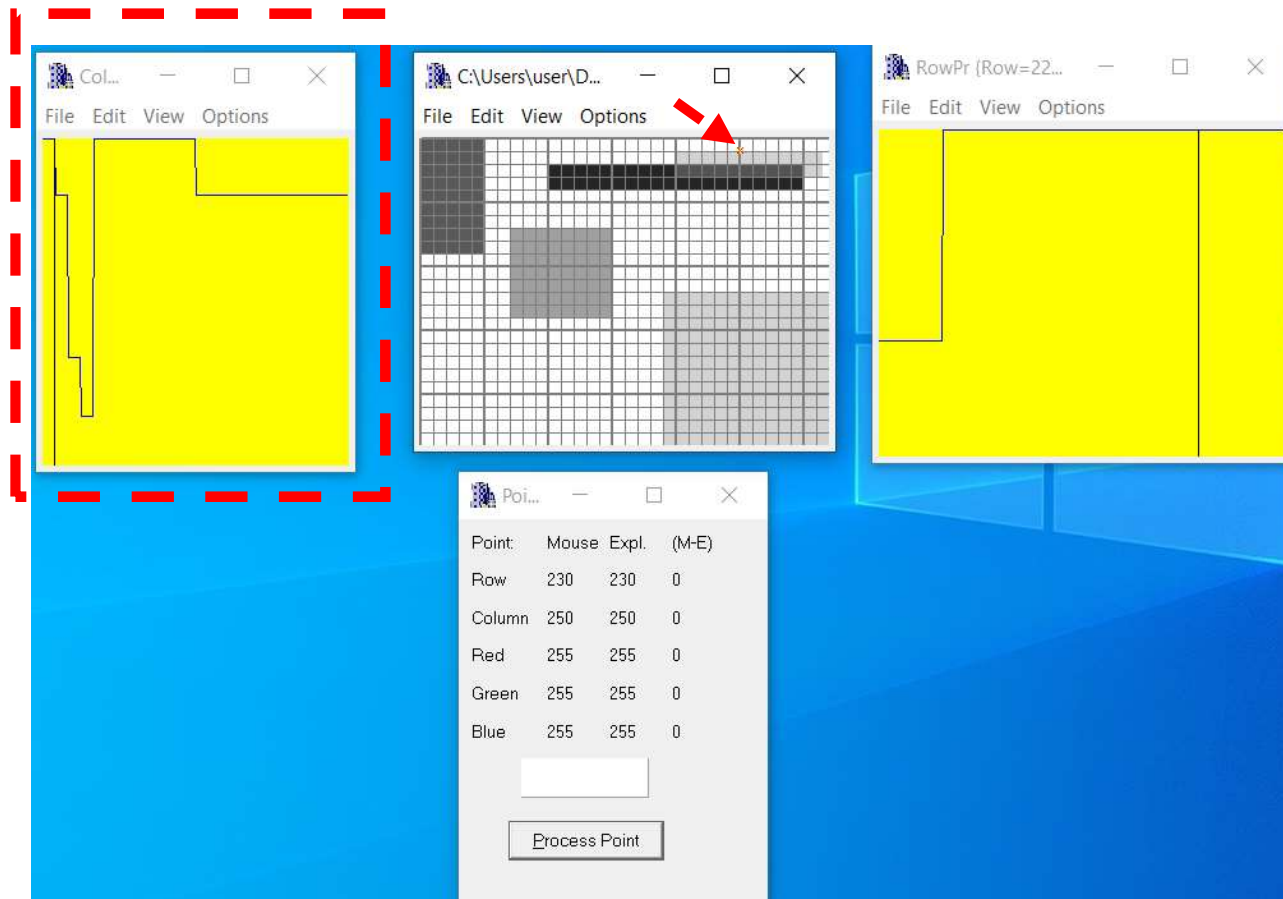 Col...
File Edit View Options
C:\Users\user\D...
File Edit View Options
RowPr (Row=22...
File Edit View Options
Poi...
Point: Mouse Expl. (M-E)
Row 230 230 0
Column 250 250 0
Red 255 255 0
Green 255 255 0
Blue 255 255 0
Process Point